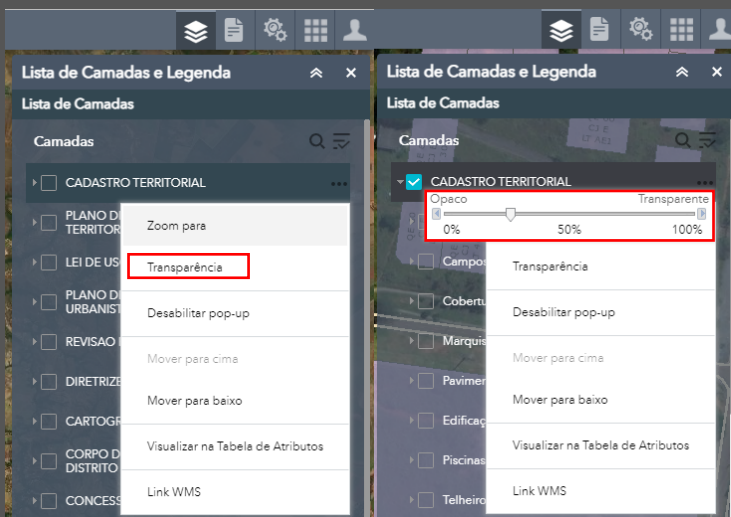 Lista de Camadas e Legenda
Lista de Camadas
Camadas
CADASTRO TERRITORIAL
PLANO DE
TERRITOR
Zoom para
LEI DE US
Transparência
PLANO DE
URBANIST
Desabilitar pop-up
REVISAO
Mover para cima
DIRETRIZE
Mover para baixo
CARTOGR
CORPO D
DISTRITO
Visualizar na Tabela de Atributos
CONCESS
Link WMS
Lista de Camadas e Legenda
Lista de Camadas
Camadas
CADASTRO TERRITORIAL
Opaco Transparente
0% 50% 100%
Campos
Transparência
Cobertu
Desabilitar pop-up
Marquis
Mover para cima
Pavimer
Mover para baixo
Edificaç
Visualizar na Tabela de Atributos
Piscinas
Telheiro
Link WMS